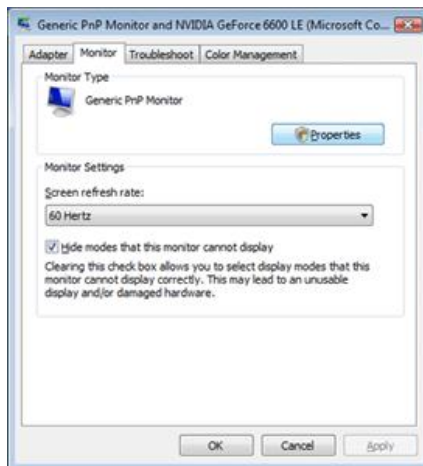 Generic PnP Monitor and NVIDIA GeForce 6600 LE (Microsoft Co...
Adapter Monitor Troubleshoot Color Management
Monitor Type
Generic PnP Monitor
Properties
Monitor Settings
Screen refresh rate:
60 Hertz
Hide modes that this monitor cannot display
Clearing this check box allows you to select display modes that this
monitor cannot display correctly. This may lead to an unusable
display and/or damaged hardware.
OK Cancel Apply